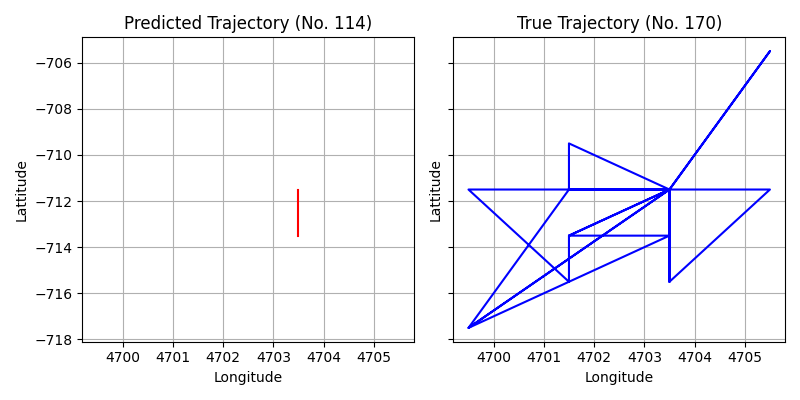 Predicted Trajectory (No. 114)
True Trajectory (No. 170)
Lattitude
−706
−708
−710
−712
−714
−716
−718
4700 4701 4702 4703 4704 4705
Longitude
Lattitude
4700 4701 4702 4703 4704 4705
Longitude